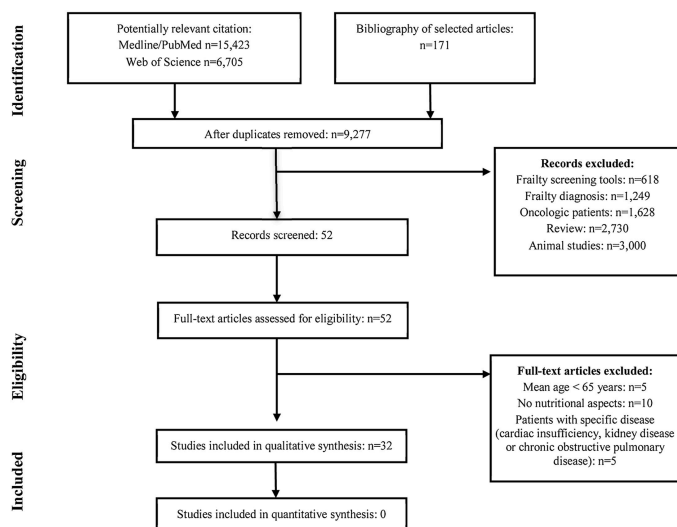 Identification
Potentially relevant citation:
Medline/PubMed n=15,423
Web of Science n=6,705
Bibliography of selected articles:
n=171
After duplicates removed: n=9,277
Screening
Records excluded:
Frailty screening tools: n=618
Frailty diagnosis: n=1,249
Oncologic patients: n=1,628
Review: n=2,730
Animal studies: n=3,000
Records screened: 52
Full-text articles assessed for eligibility: n=52
Eligibility
Full-text articles excluded:
Mean age < 65 years: n=5
No nutritional aspects: n=10
Patients with specific disease
(cardiac insufficiency, kidney disease
or chronic obstructive pulmonary
disease): n=5
Included
Studies included in qualitative synthesis: n=32
Studies included in quantitative synthesis: 0